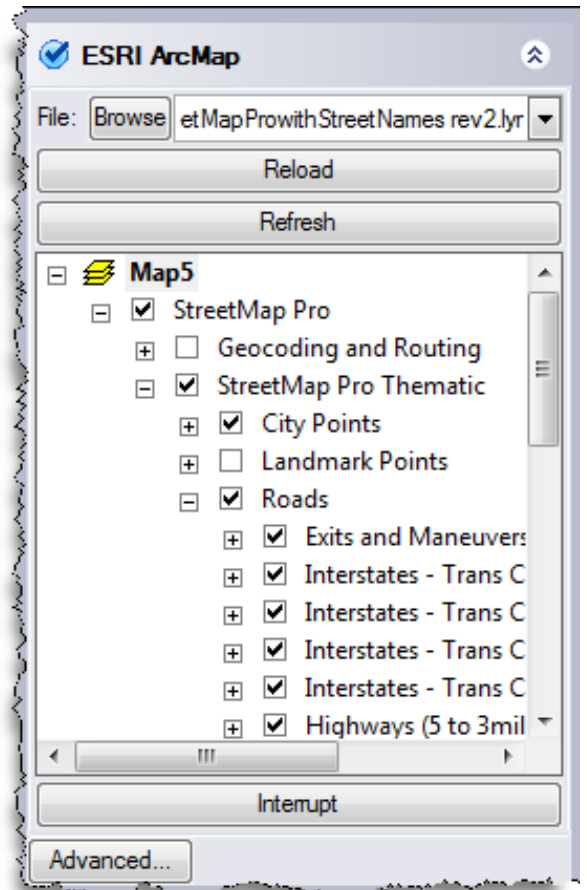 ESRI ArcMap
File: Browse etMapProwithStreetNames rev2.lyr
Reload
Refresh
Map5
StreetMap Pro
Geocoding and Routing
StreetMap Pro Thematic
City Points
Landmark Points
Roads
Exits and Maneuvers
Interstates - Trans C
Interstates - Trans C
Interstates - Trans C
Interstates - Trans C
Highways (5 to 3mil
Interrupt
Advanced...